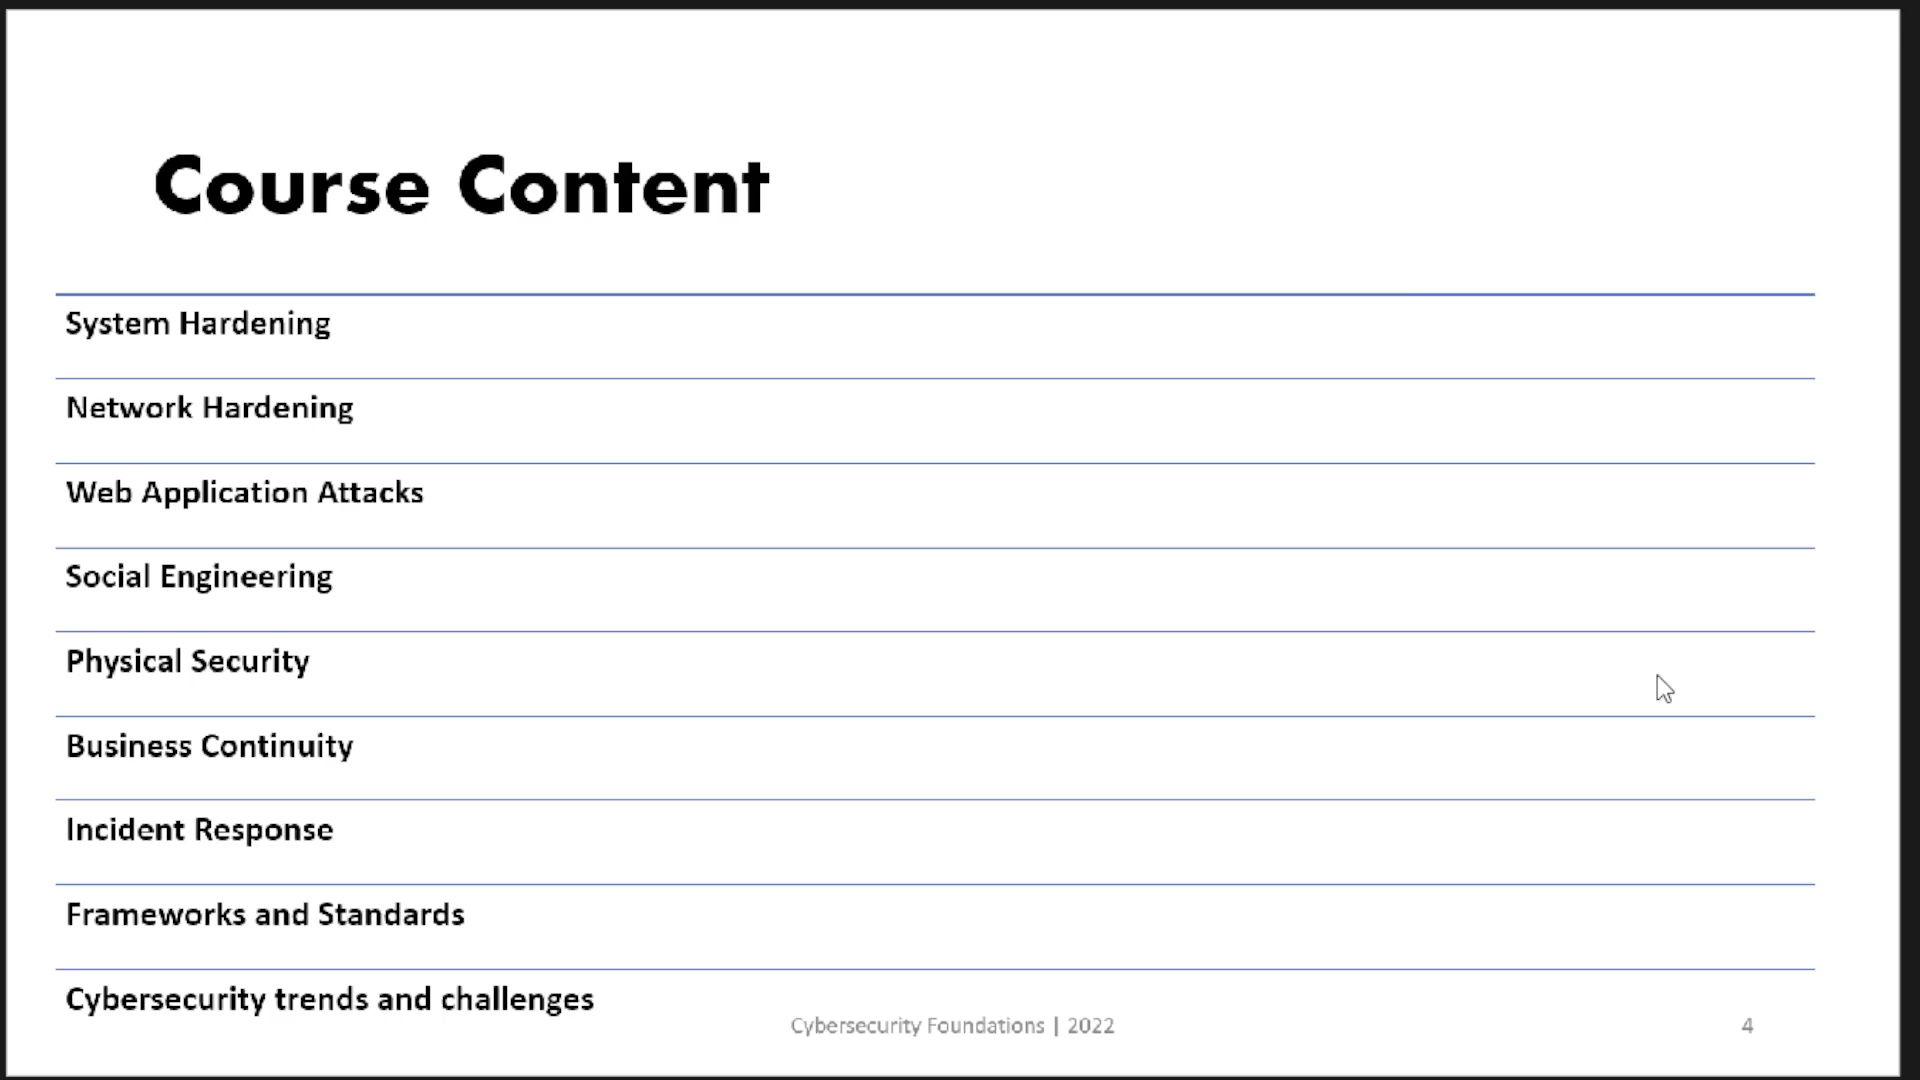 Course Content
System Hardening
Network Hardening
Web Application Attacks
Social Engineering
Physical Security
Business Continuity
Incident Response
Frameworks and Standards
Cybersecurity trends and challenges
Cybersecurity Foundations | 2022
4